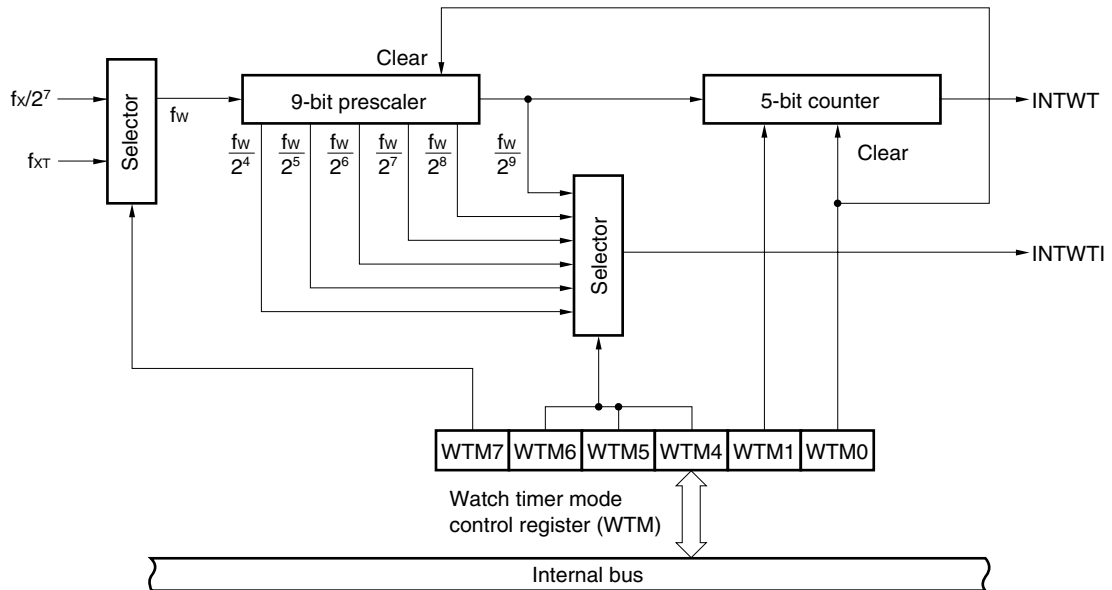 Clear
fX/2⁷
fXT
Selector
fW
9-bit prescaler
5-bit counter
INTWT
fW/2⁴
fW/2⁵
fW/2⁶
fW/2⁷
fW/2⁸
fW/2⁹
Clear
Selector
INTWTI
WTM7 WTM6 WTM5 WTM4 WTM1 WTM0
Watch timer mode
control register (WTM)
Internal bus